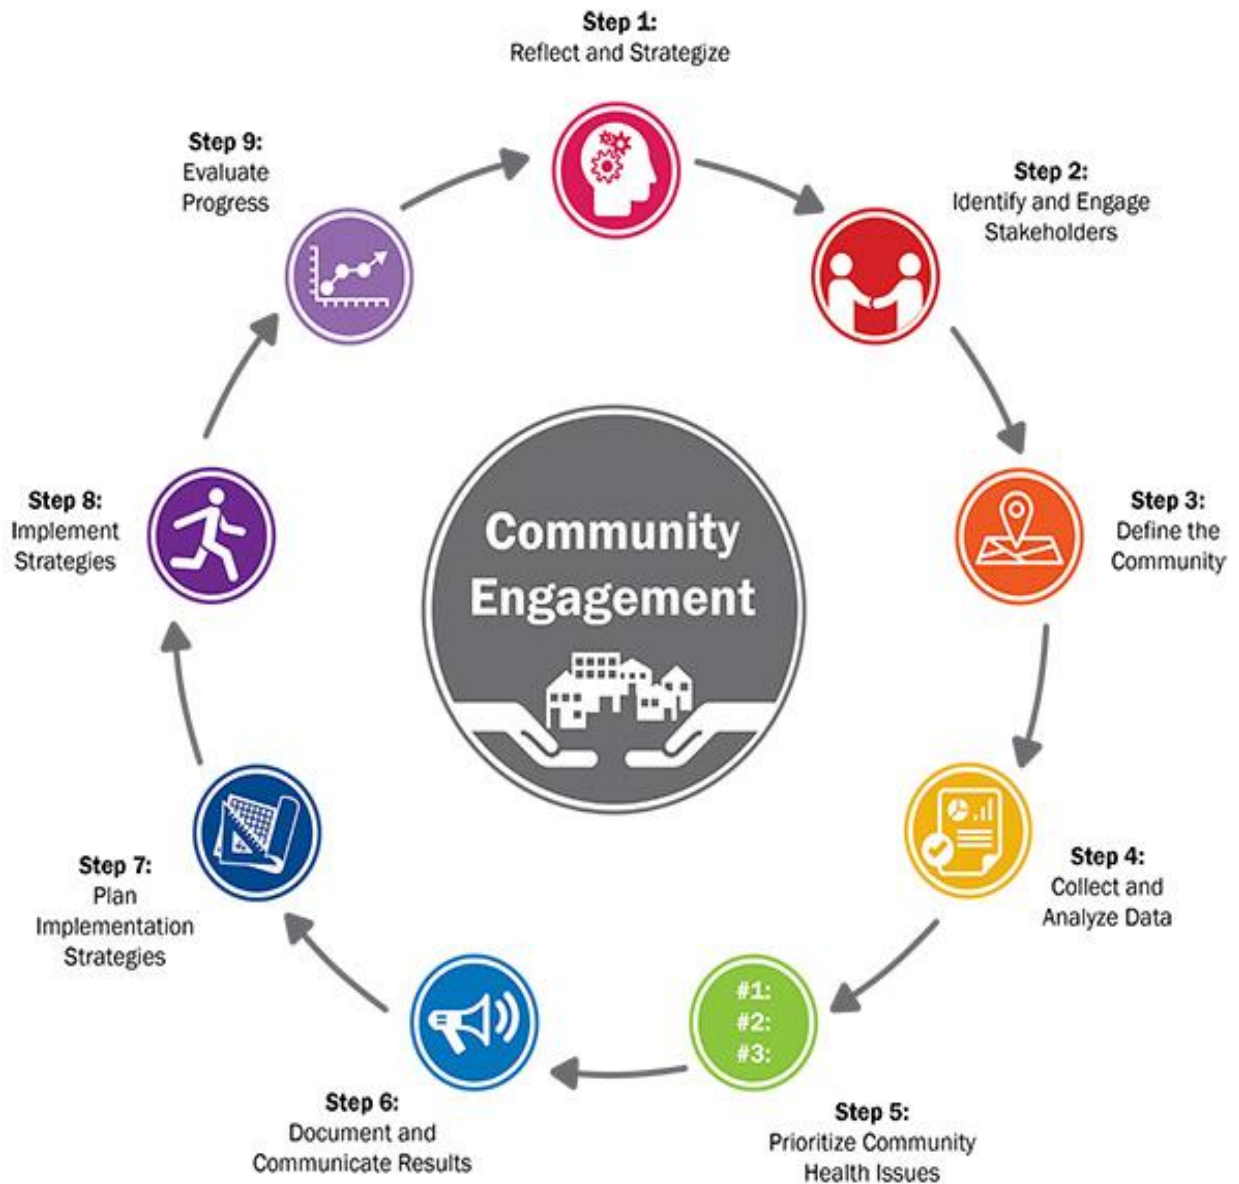 Step 1:
Reflect and Strategize
Step 2:
Identify and Engage
Stakeholders
Step 3:
Define the
Community
Step 4:
Collect and
Analyze Data
Step 5:
Prioritize Community
Health Issues
#1:
#2:
#3:
Step 6:
Document and
Communicate Results
Step 7:
Plan
Implementation
Strategies
Step 8:
Implement
Strategies
Step 9:
Evaluate
Progress
Community
Engagement